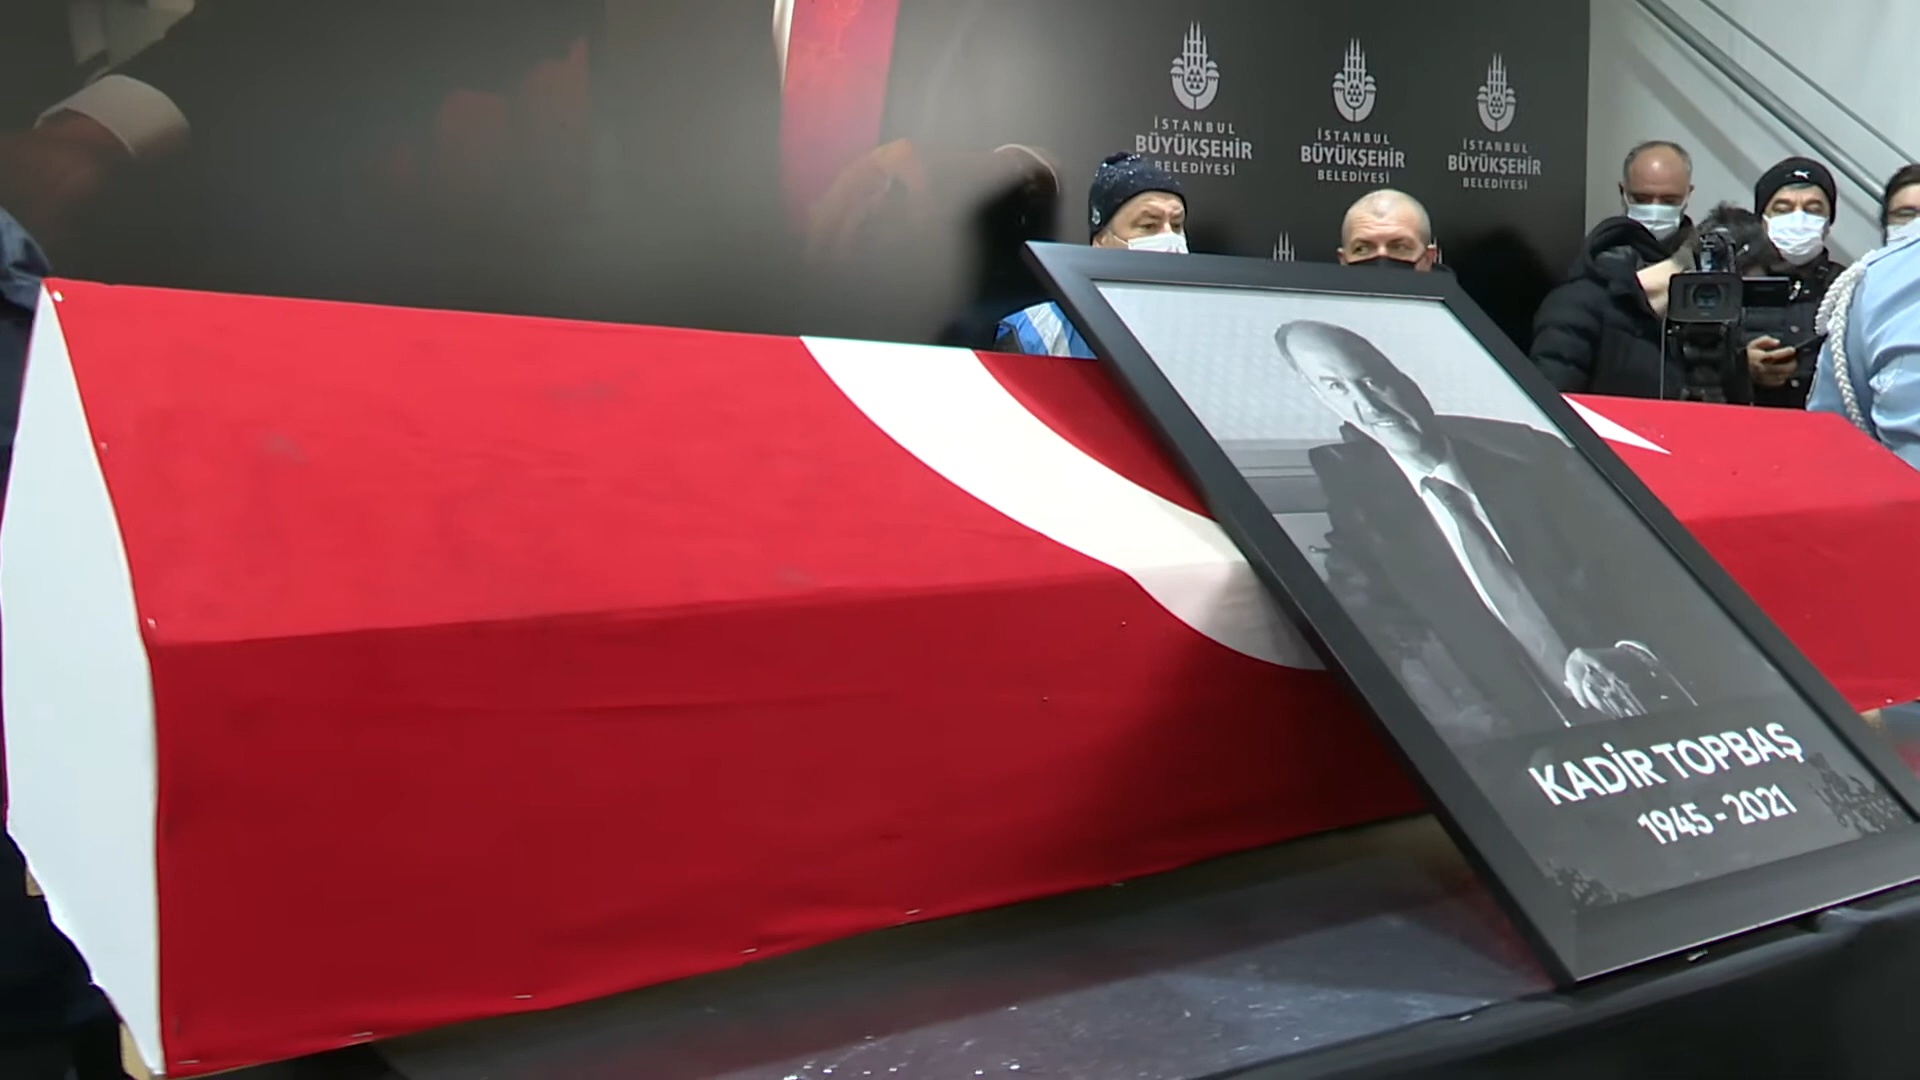 İSTANBUL
BÜYÜKŞEHİR
BELEDİYESİ
İSTANBUL
BÜYÜKŞEHİR
BELEDİYESİ
İSTANBUL
BÜYÜKŞEHİR
BELEDİYESİ
KADİR TOPBAŞ
1945 - 2021